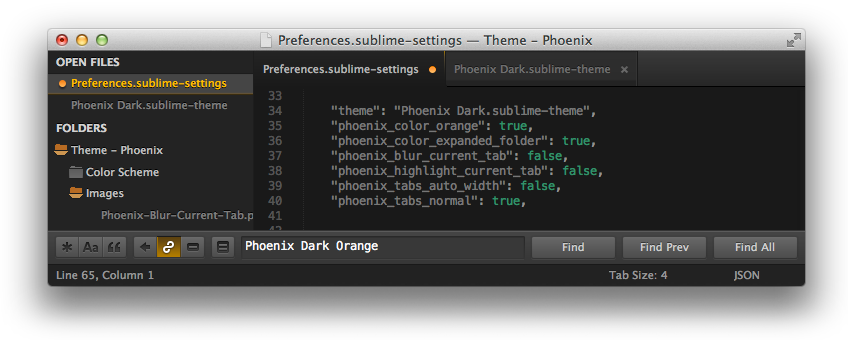 Preferences.sublime-settings — Theme – Phoenix
OPEN FILES
Preferences.sublime-settings
Phoenix Dark.sublime-theme
FOLDERS
Theme – Phoenix
Color Scheme
Images
Phoenix-Blur-Current-Tab.p
Preferences.sublime-settings
Phoenix Dark.sublime-theme ×
33
34 "theme": "Phoenix Dark.sublime-theme",
35 "phoenix_color_orange": true,
36 "phoenix_color_expanded_folder": true,
37 "phoenix_blur_current_tab": false,
38 "phoenix_highlight_current_tab": false,
39 "phoenix_tabs_auto_width": false,
40 "phoenix_tabs_normal": true,
41
42
* Aa “ Phoenix Dark Orange Find Find Prev Find All
Line 65, Column 1 Tab Size: 4 JSON